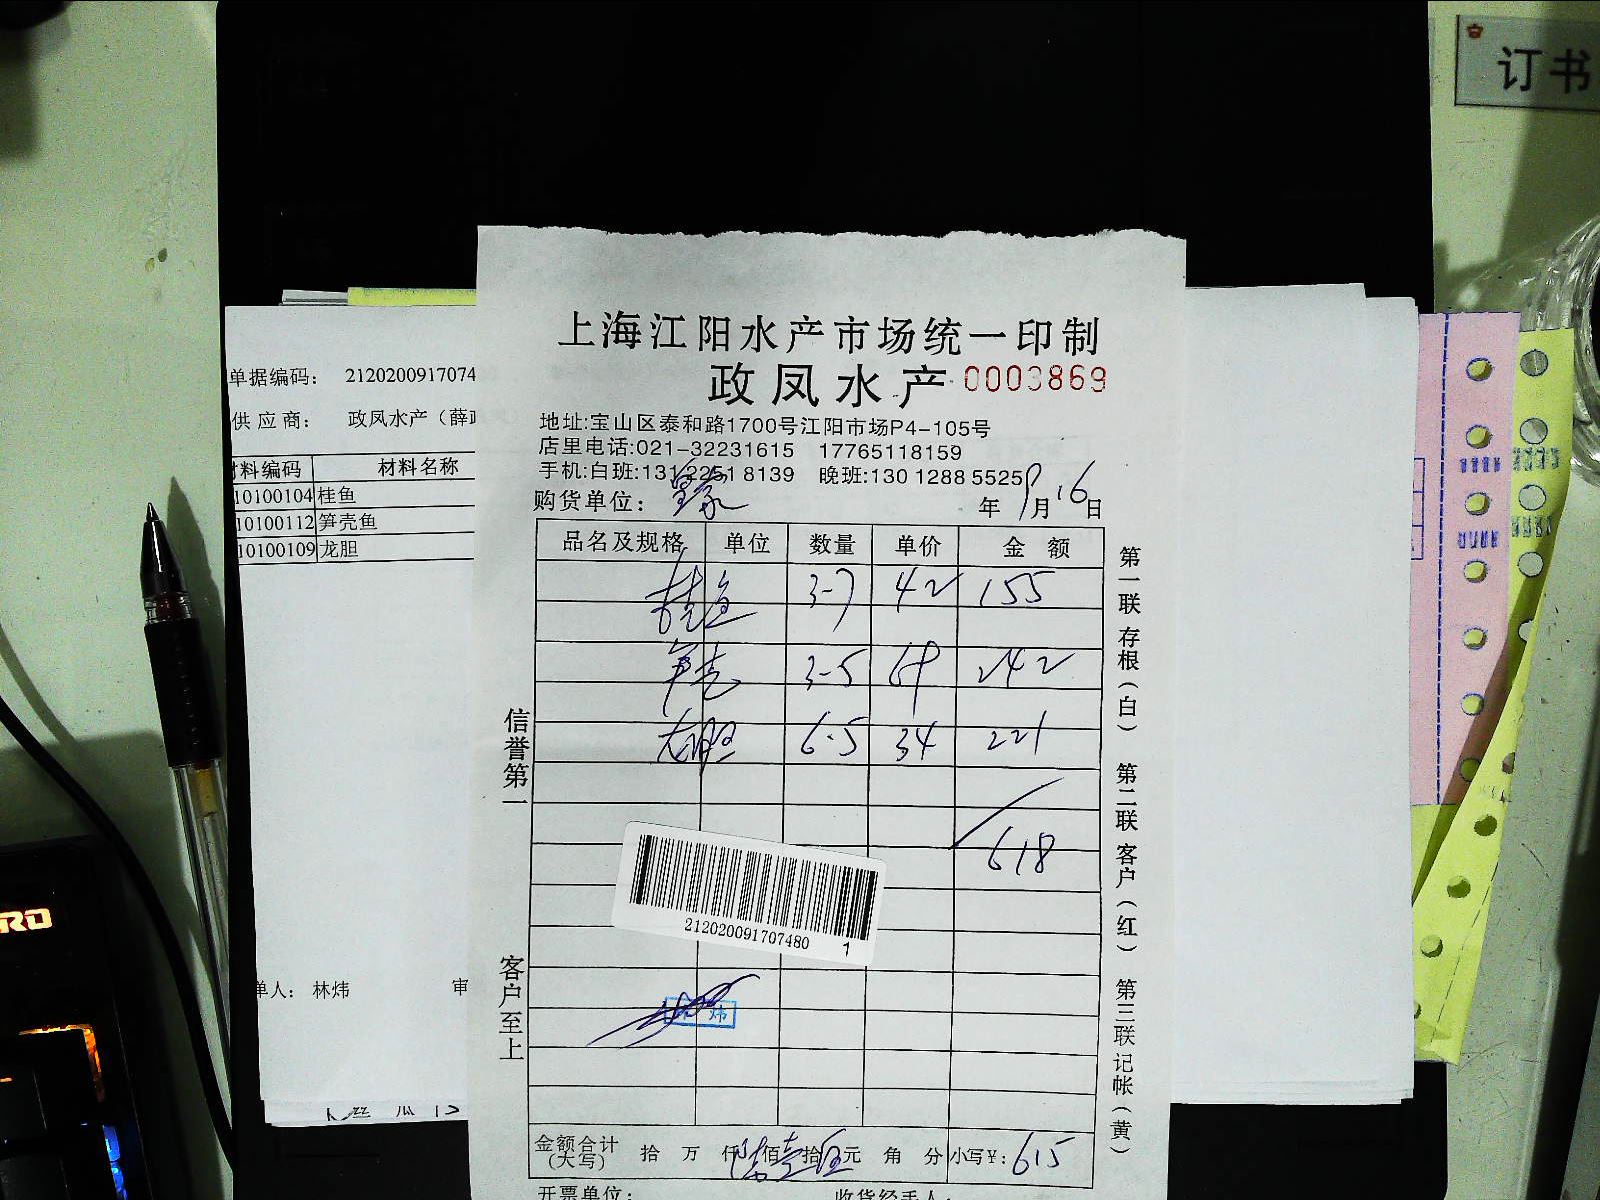 订书
上海江阳水产市场统一印制
政凤水产 0003869
地址:宝山区泰和路1700号江阳市场P4-105号
店里电话:021-32231615 17765118159
手机:白班:131 2251 8139 晚班:130 1288 5525
购货单位: 年 9月16日
品名及规格 单位 数量 单价 金额
桂鱼 3-7 42 155
笋壳 3-5 69 242
龙胆 6.5 34 221
618
212020091707480 1
金额合计(大写) 拾 万 仟陆佰壹拾伍元 角 分 小写¥: 615
开票单位: 收货经手人:
信誉第一
客户至上
第一联 存根(白)
第二联 客户(红)
第三联 记帐(黄)
单据编码: 2120200917074
供应商: 政凤水产(薛
材料编码 材料名称
10100104 桂鱼
10100112 笋壳鱼
10100109 龙胆
单人: 林炜 审